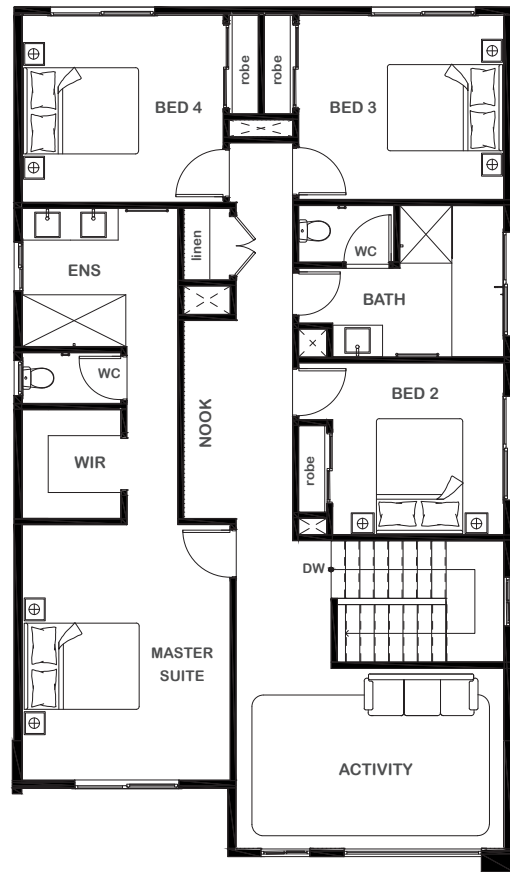 robe
robe
BED 4
BED 3
linen
WC
ENS
BATH
WC
BED 2
NOOK
WIR
robe
DW
MASTER
SUITE
ACTIVITY